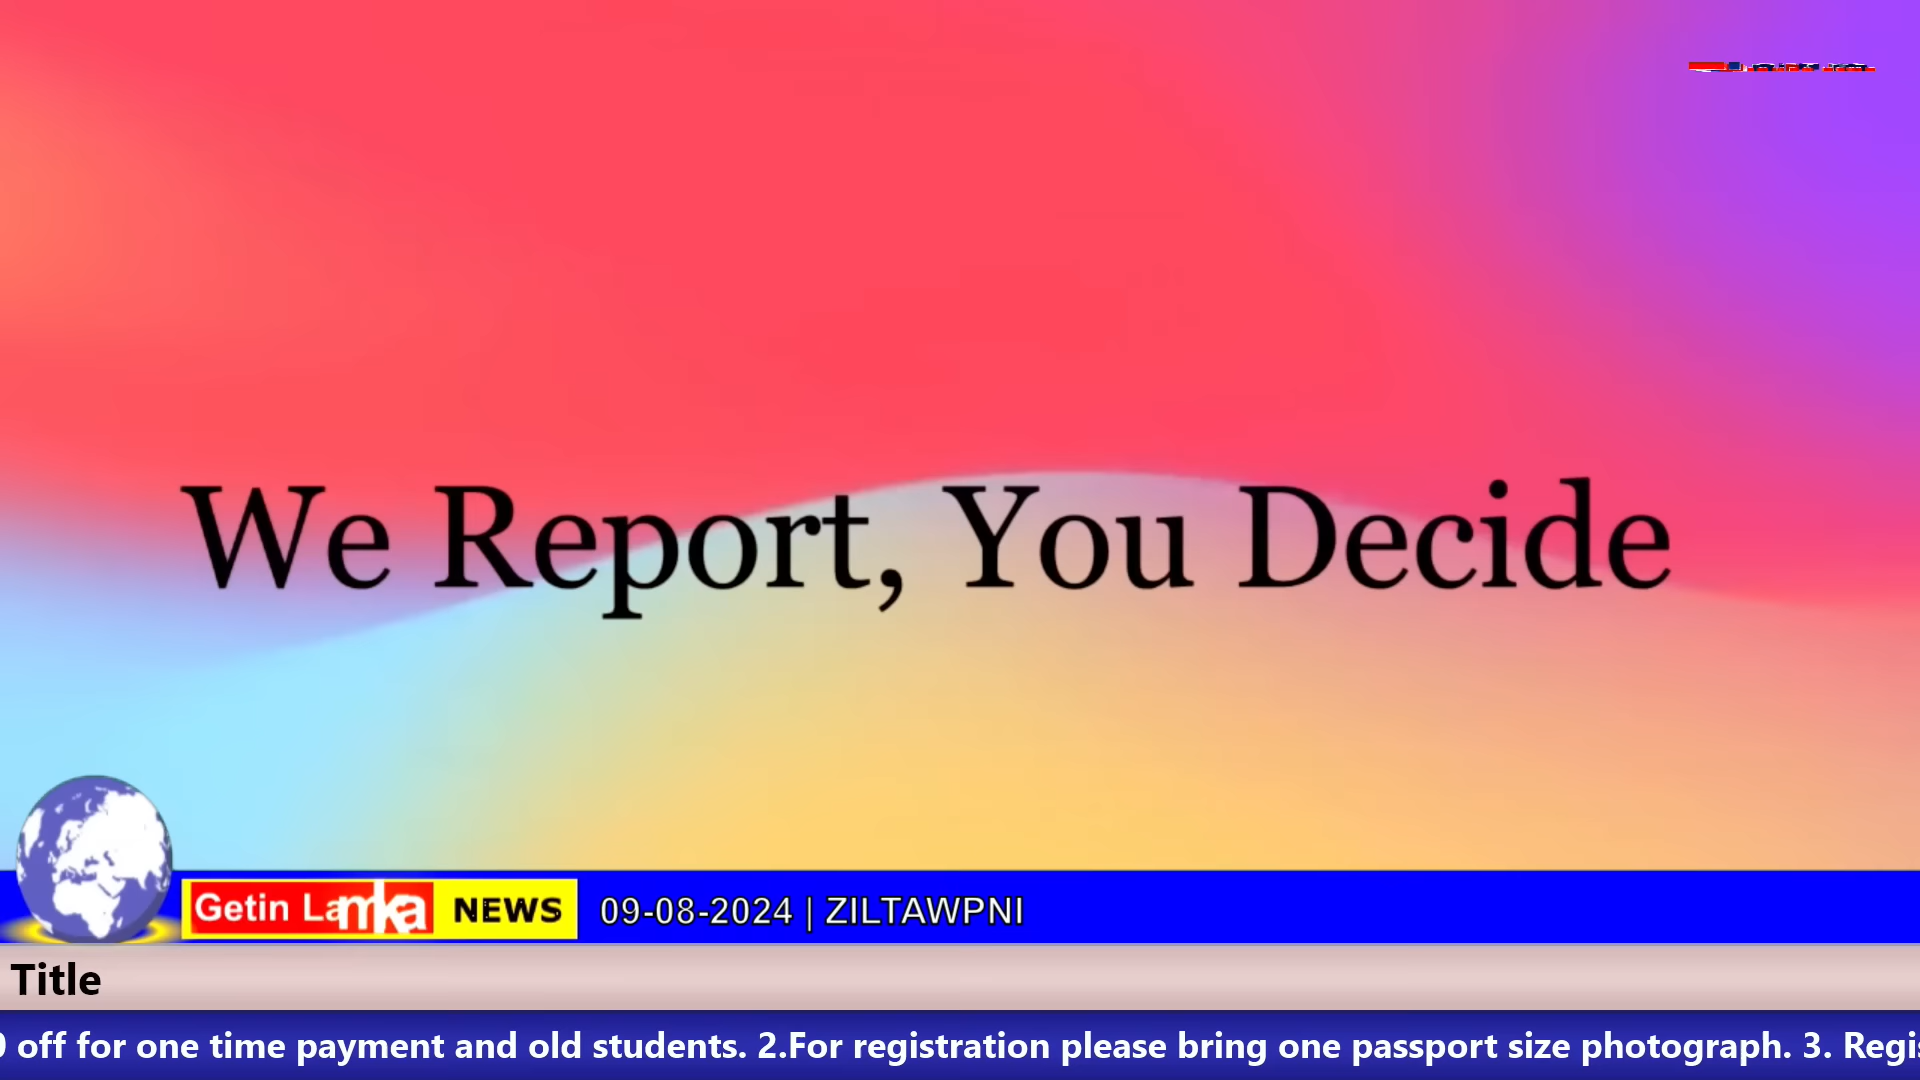 We Report, You Decide
Getin Lanka NEWS 09-08-2024 | ZILTAWPNI
Title
off for one time payment and old students. 2.For registration please bring one passport size photograph. 3.